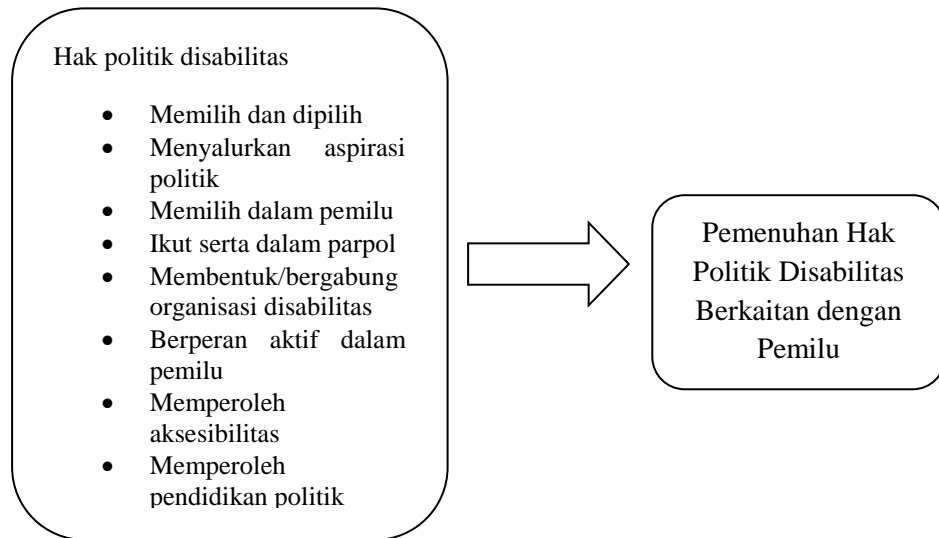 Hak politik disabilitas
• Memilih dan dipilih
• Menyalurkan aspirasi
politik
• Memilih dalam pemilu
• Ikut serta dalam parpol
• Membentuk/bergabung
organisasi disabilitas
• Berperan aktif dalam
pemilu
• Memperoleh
aksesibilitas
• Memperoleh
pendidikan politik
Pemenuhan Hak
Politik Disabilitas
Berkaitan dengan
Pemilu